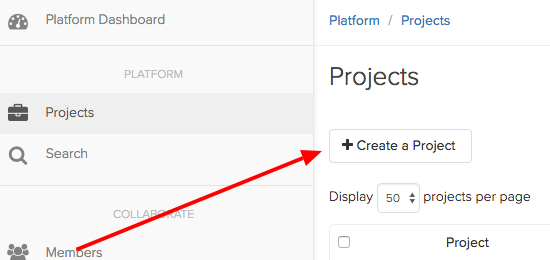 Platform Dashboard
PLATFORM
Projects
Search
COLLABORATE
Members
Platform / Projects
Projects
+ Create a Project
Display 50 projects per page
Project